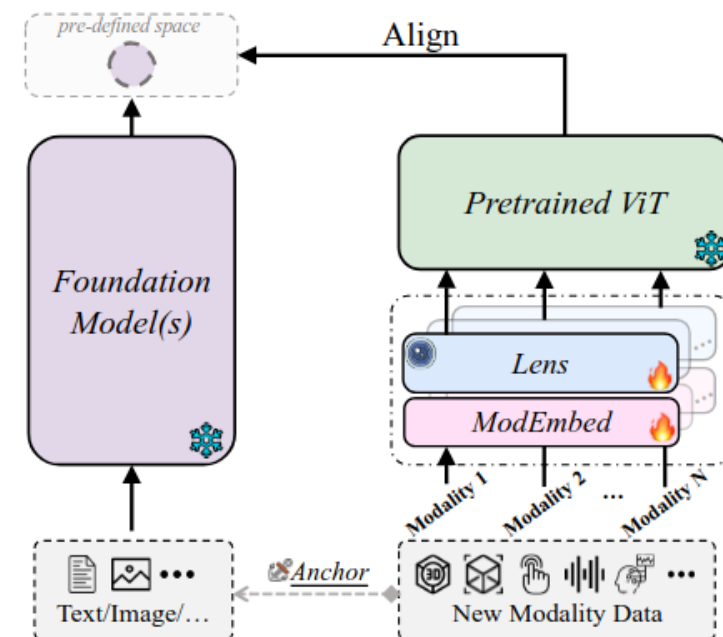 pre-defined space
Align
Foundation
Model(s)
Pretrained ViT
Lens
ModEmbed
Modality 1
Modality 2
...
Modality N
Anchor
3D
Text/Image/...
New Modality Data